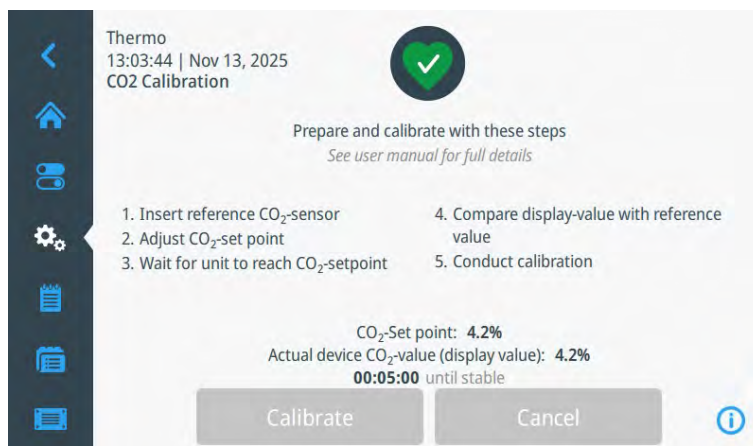 Thermo
13:03:44 | Nov 13, 2025
CO2 Calibration
Prepare and calibrate with these steps
See user manual for full details
1. Insert reference CO₂-sensor
2. Adjust CO₂-set point
3. Wait for unit to reach CO₂-setpoint
4. Compare display-value with reference
value
5. Conduct calibration
CO₂-Set point: 4.2%
Actual device CO₂-value (display value): 4.2%
00:05:00 until stable
Calibrate
Cancel